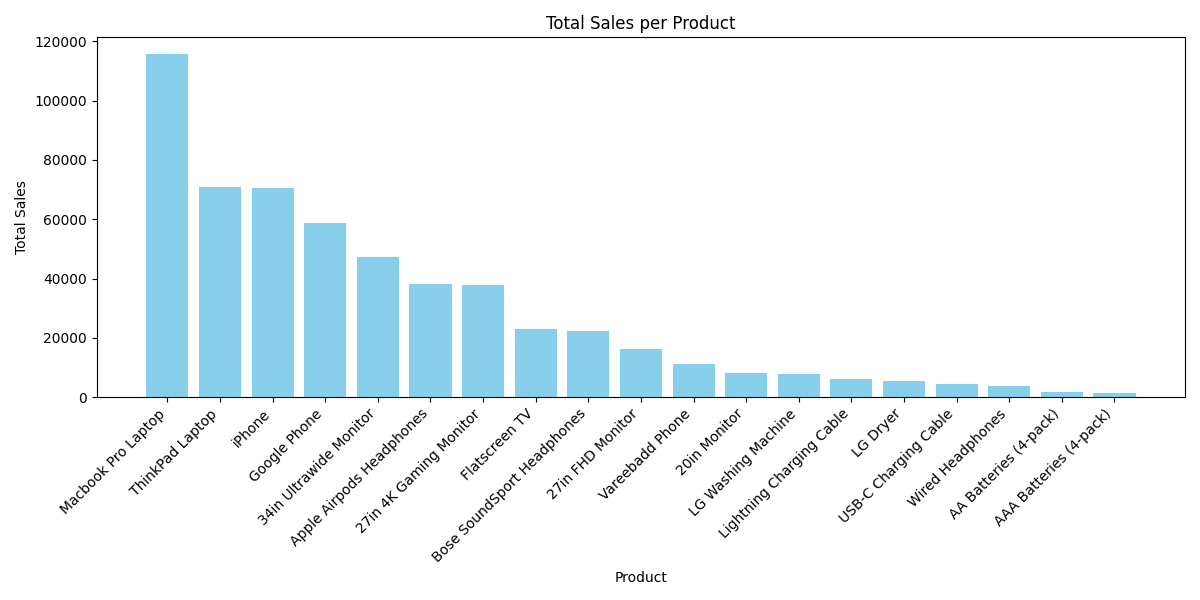 Total Sales per Product
Total Sales
120000
100000
80000
60000
40000
20000
0
Macbook Pro Laptop
ThinkPad Laptop
iPhone
Google Phone
34in Ultrawide Monitor
Apple Airpods Headphones
27in 4K Gaming Monitor
Flatscreen TV
Bose SoundSport Headphones
27in FHD Monitor
Vareebadd Phone
20in Monitor
LG Washing Machine
Lightning Charging Cable
LG Dryer
USB-C Charging Cable
Wired Headphones
AA Batteries (4-pack)
AAA Batteries (4-pack)
Product